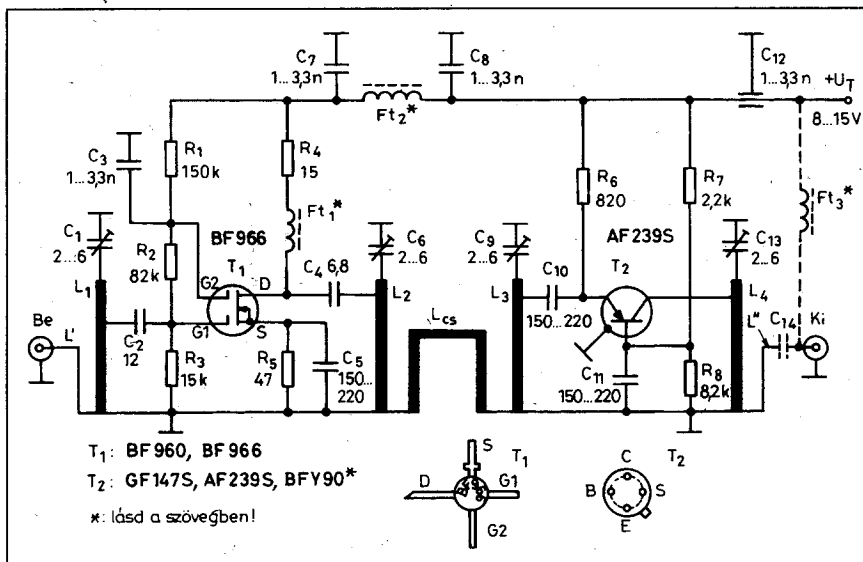 C7
1...3,3n
C8
1...3,3n
C12
1...3,3n
+UT
8...15V
Ft2*
C3
1...3,3n
R1
150k
R4
15
R6
820
R7
2,2k
Ft3*
C1
2...6
R2
82k
BF966
T1
Ft1*
C6
2...6
C9
2...6
AF239S
T2
C13
2...6
G2
D
C4 6,8
C10
150...220
L1
L2
L3
L4
Be
L'
C2
12
G1
S
Lcs
L"
C14
Ki
R3
15k
R5
47
C5
150...
220
C11
150...220
R8
8,2k
T1: BF960, BF966
T2: GF147S, AF239S, BFY90*
*: lásd a szövegben!
S
T1
D
G1
G2
C
T2
B
S
E